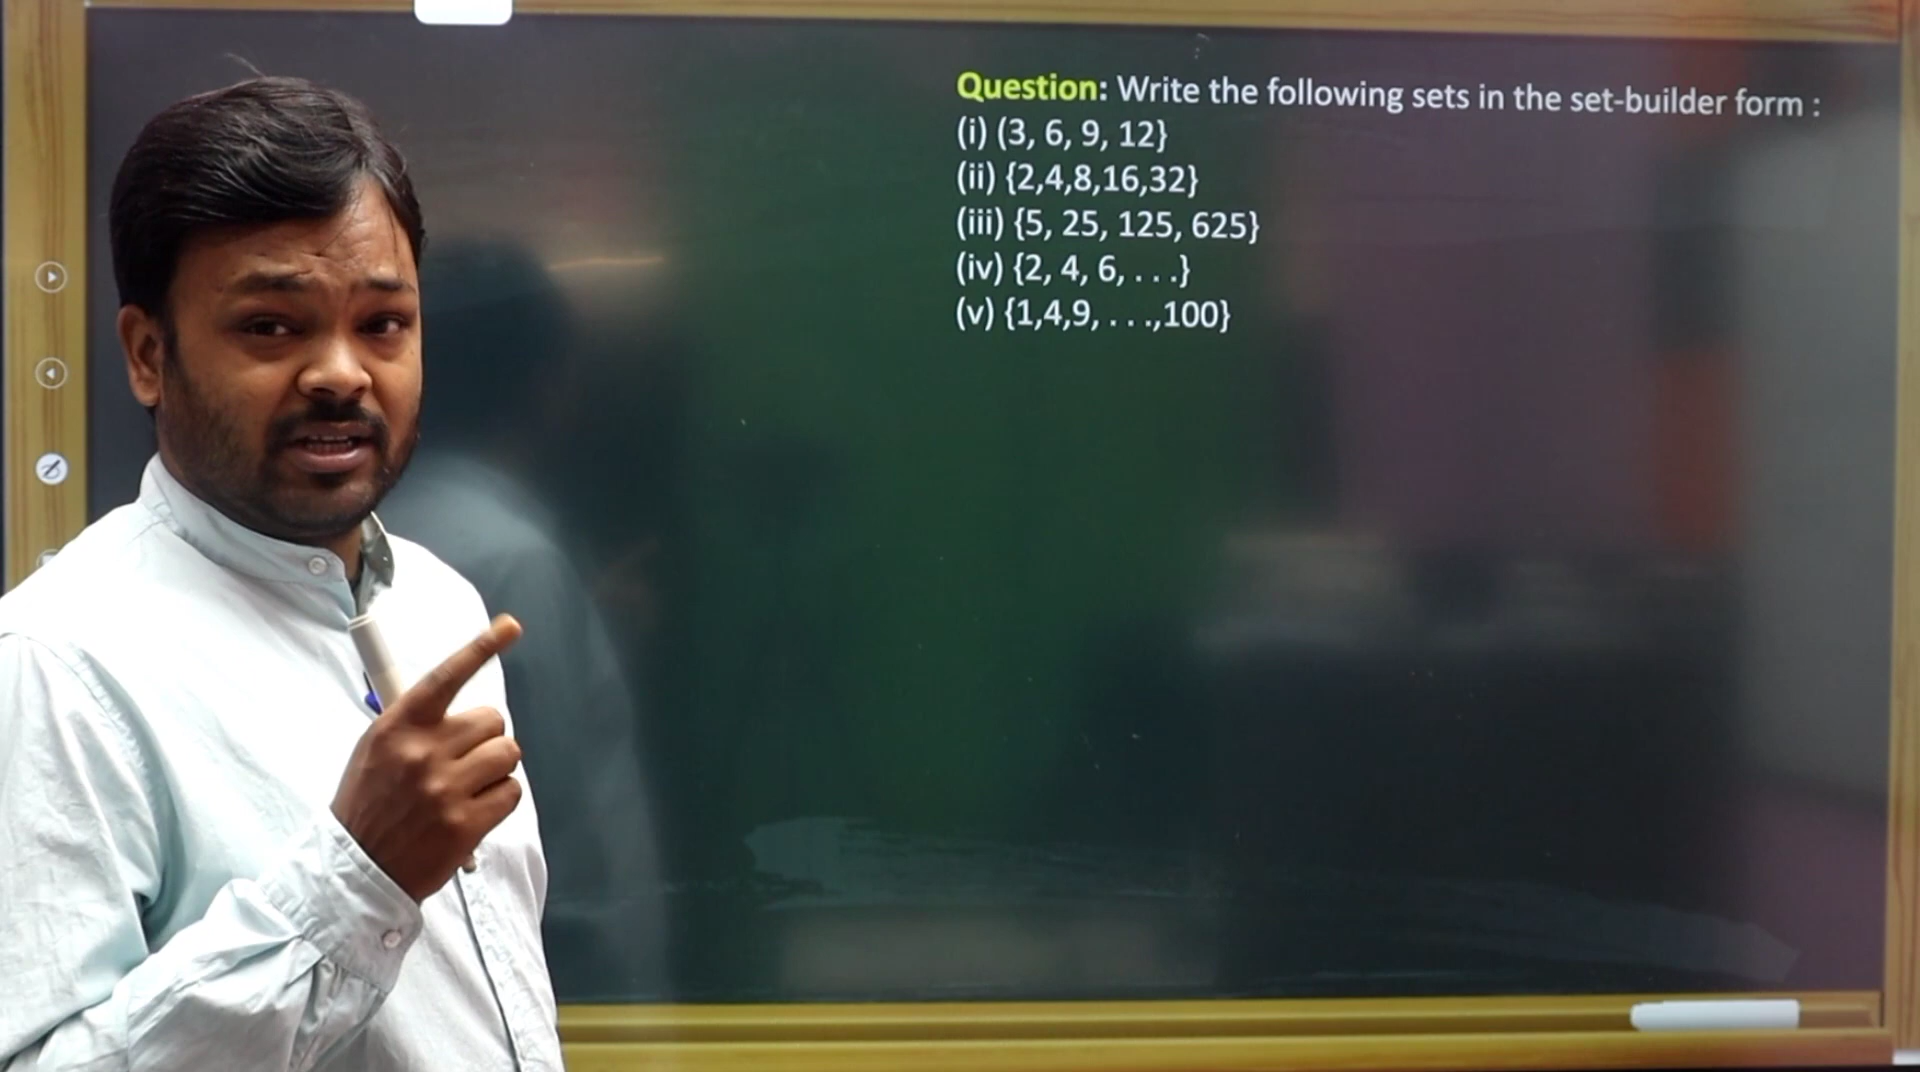 Question: Write the following sets in the set-builder form :
(i) (3, 6, 9, 12}
(ii) {2,4,8,16,32}
(iii) {5, 25, 125, 625}
(iv) {2, 4, 6, . . .}
(v) {1,4,9, . . .,100}